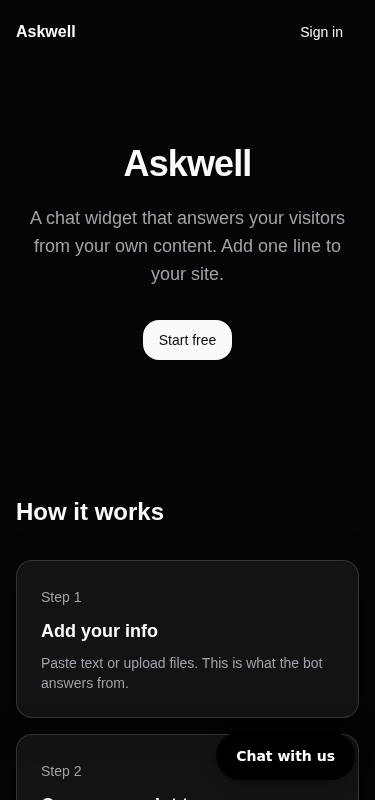 Askwell
Sign in
Askwell
A chat widget that answers your visitors
from your own content. Add one line to
your site.
Start free
How it works
Step 1
Add your info
Paste text or upload files. This is what the bot
answers from.
Step 2
Chat with us